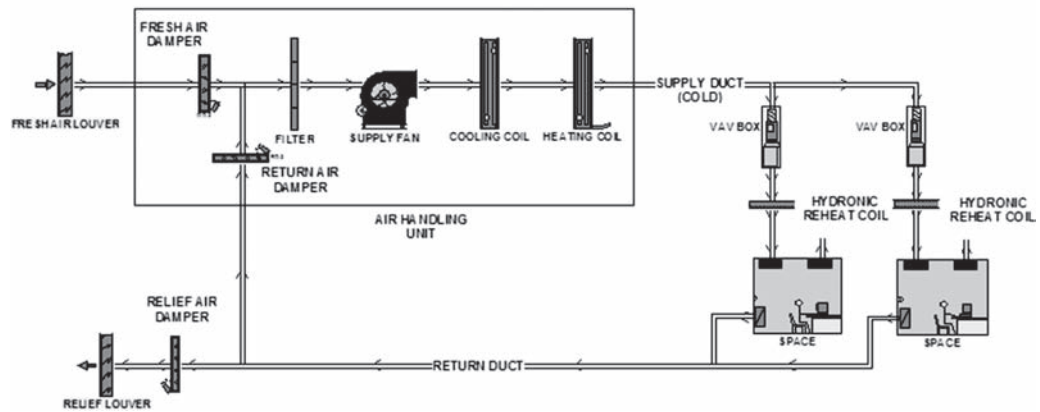 FRESH AIR
DAMPER
FRESH AIR LOUVER
FILTER
SUPPLY FAN
COOLING COIL
HEATING COIL
SUPPLY DUCT
(COLD)
VAV BOX
VAV BOX
RETURN AIR
DAMPER
AIR HANDLING
UNIT
HYDRONIC
REHEAT COIL
HYDRONIC
REHEAT COIL
RELIEF AIR
DAMPER
SPACE
SPACE
RETURN DUCT
RELIEF LOUVER